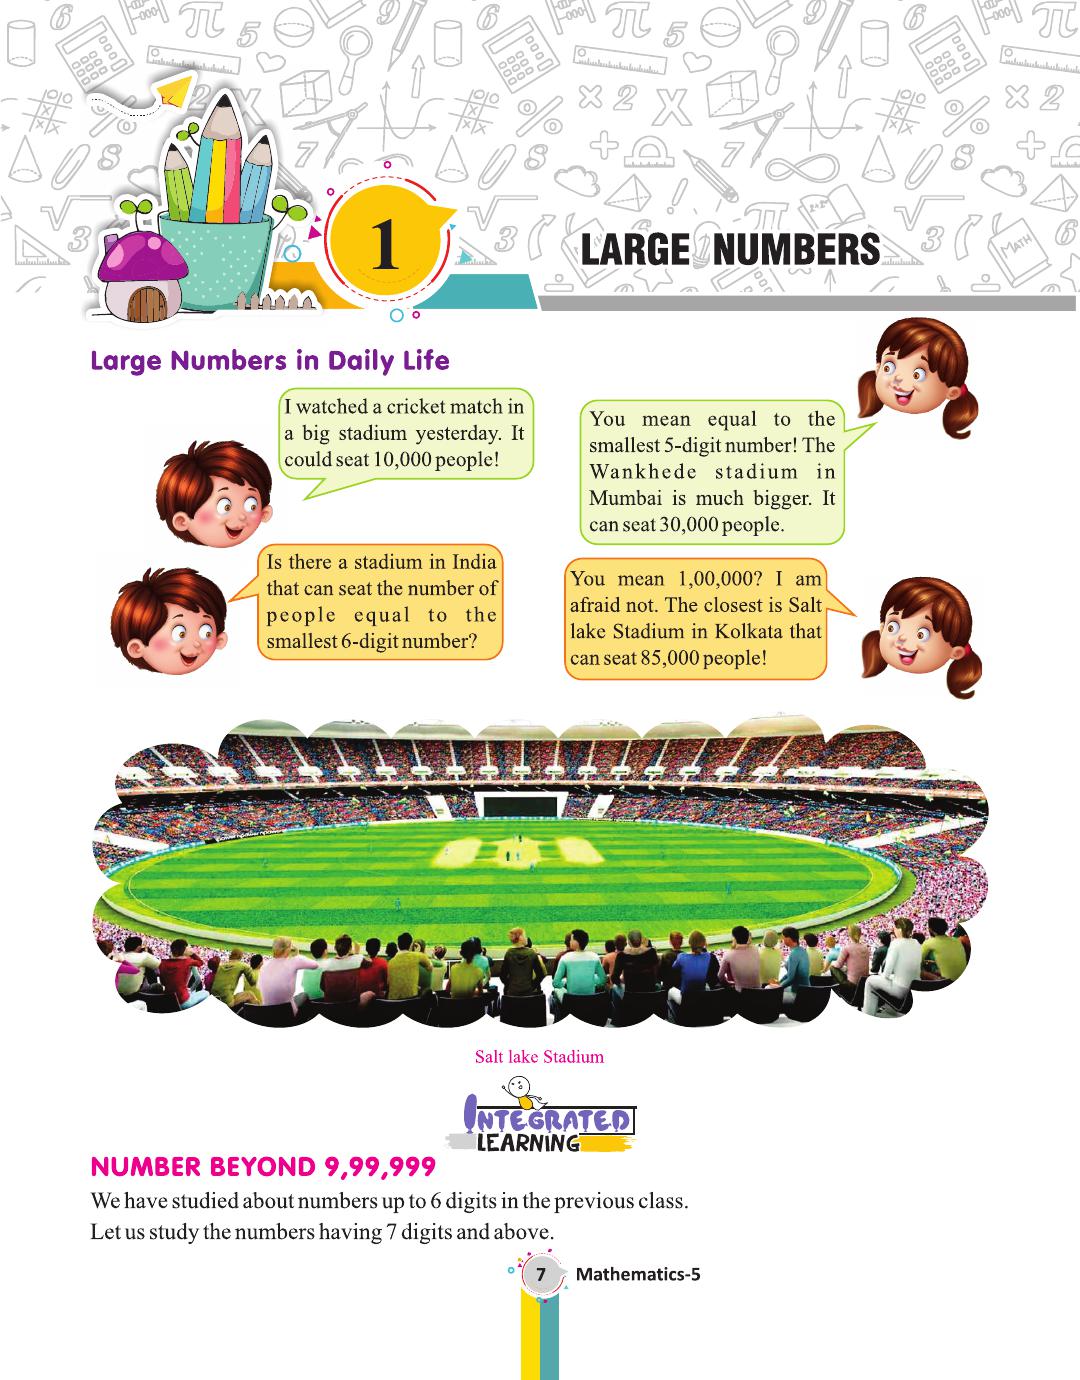 1
LARGE NUMBERS
Large Numbers in Daily Life
I watched a cricket match in
a big stadium yesterday. It
could seat 10,000 people!
You mean equal to the
smallest 5-digit number! The
Wankhede stadium in
Mumbai is much bigger. It
can seat 30,000 people.
Is there a stadium in India
that can seat the number of
people equal to the
smallest 6-digit number?
You mean 1,00,000? I am
afraid not. The closest is Salt
lake Stadium in Kolkata that
can seat 85,000 people!
Salt lake Stadium
INTEGRATED
LEARNING
NUMBER BEYOND 9,99,999
We have studied about numbers up to 6 digits in the previous class.
Let us study the numbers having 7 digits and above.
7 Mathematics-5